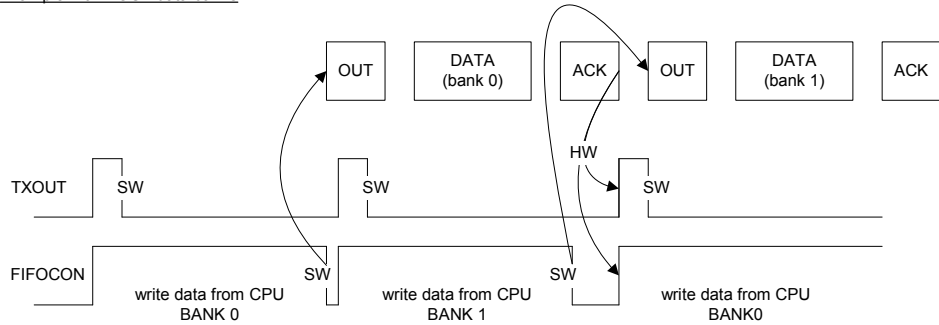 OUT
DATA
(bank 0)
ACK
OUT
DATA
(bank 1)
ACK
HW
TXOUT
SW
SW
SW
FIFOCON
SW
SW
write data from CPU
BANK 0
write data from CPU
BANK 1
write data from CPU
BANK0